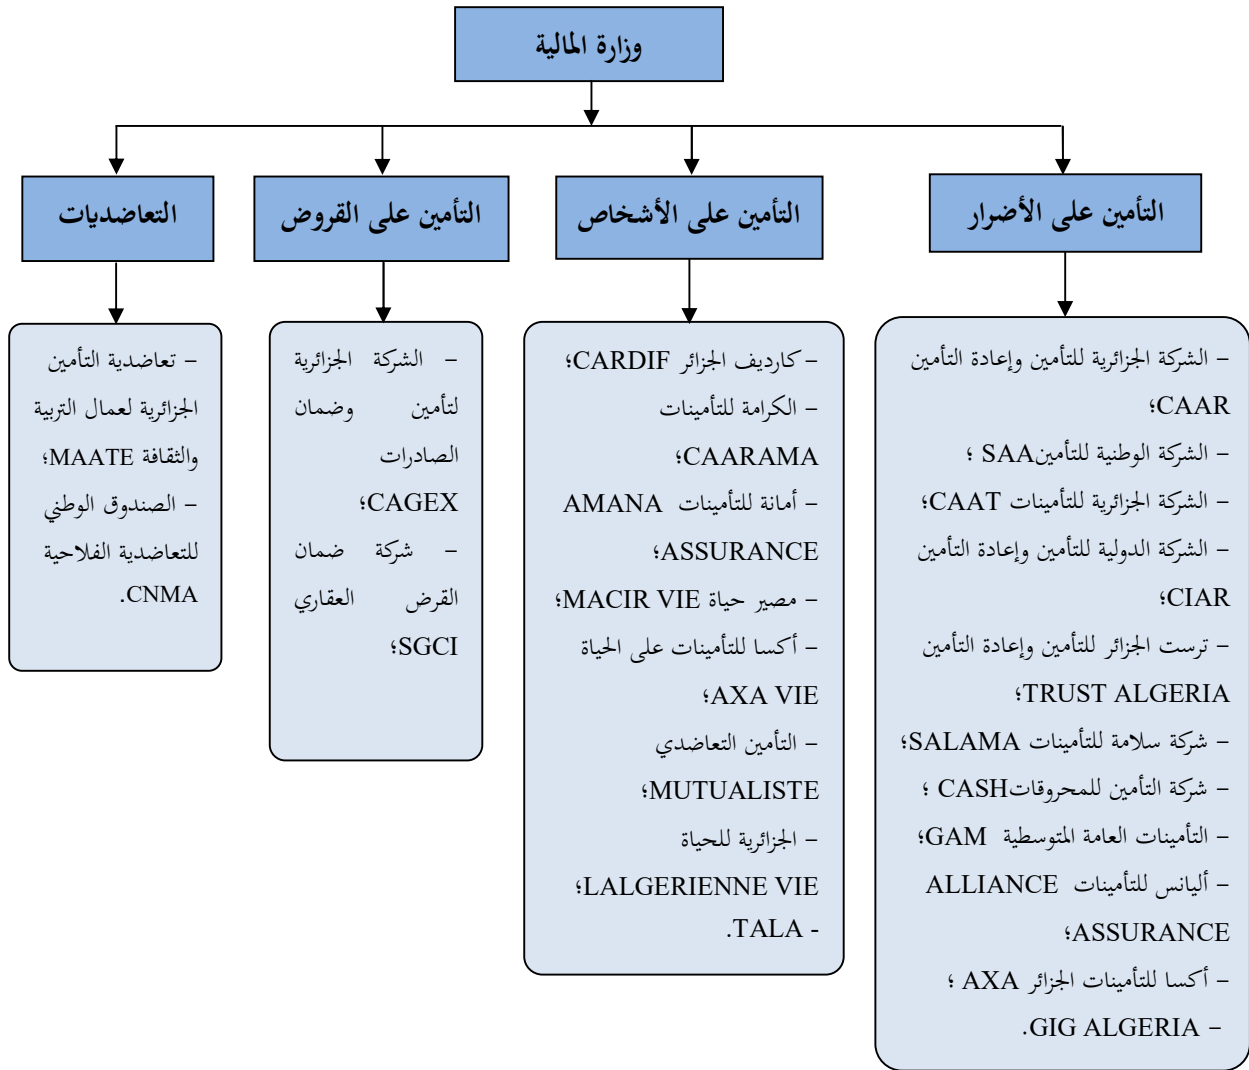 وزارة المالية
التأمين على الأضرار
التأمين على الأشخاص
التأمين على القروض
التعاضديات
– الشركة الجزائرية للتأمين وإعادة التأمين
CAAR؛
– الشركة الوطنية للتأمينSAA ؛
– الشركة الجزائرية للتأمينات CAAT؛
– الشركة الدولية للتأمين وإعادة التأمين
CIAR؛
– ترست الجزائر للتأمين وإعادة التأمين
TRUST ALGERIA؛
– شركة سلامة للتأمينات SALAMA؛
– شركة التأمين للمحروقاتCASH ؛
– التأمينات العامة المتوسطية GAM؛
– أليانس للتأمينات ALLIANCE
ASSURANCE؛
– أكسا للتأمينات الجزائر AXA ؛
– GIG ALGERIA.
– كارديف الجزائر CARDIF؛
– الكرامة للتأمينات
CAARAMA؛
– أمانة للتأمينات AMANA
ASSURANCE؛
– مصير حياة MACIR VIE؛
– أكسا للتأمينات على الحياة
AXA VIE؛
– التأمين التعاضدي
MUTUALISTE؛
– الجزائرية للحياة
LALGERIENNE VIE؛
- TALA.
– الشركة الجزائرية
لتأمين وضمان
الصادرات
CAGEX؛
– شركة ضمان
القرض العقاري
SGCI؛
– تعاضدية التأمين
الجزائرية لعمال التربية
والثقافة MAATE؛
– الصندوق الوطني
للتعاضدية الفلاحية
CNMA.